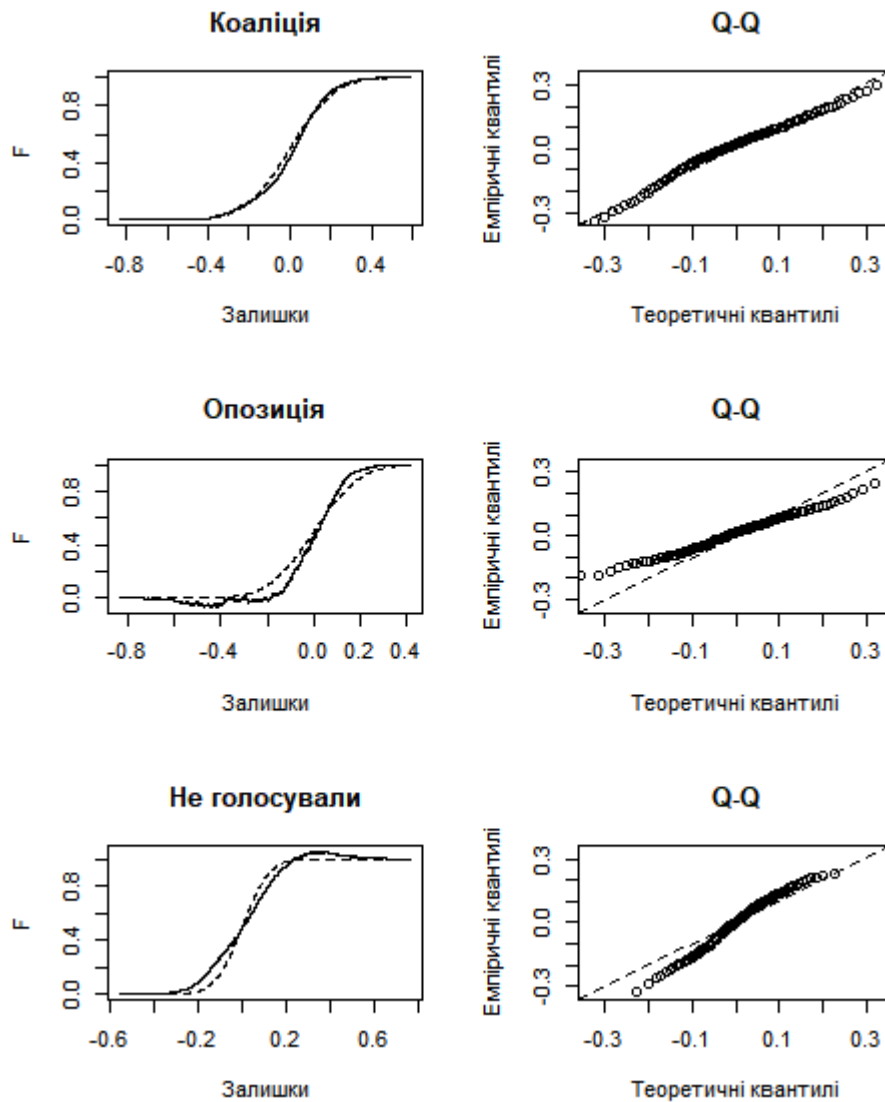 Коаліція
F
0.0 0.4 0.8
-0.8 -0.4 0.0 0.4
Залишки
Q-Q
Емпіричні квантилі
-0.3 0.0 0.3
-0.3 -0.1 0.1 0.3
Теоретичні квантилі
Опозиція
F
0.0 0.4 0.8
-0.8 -0.4 0.0 0.2 0.4
Залишки
Q-Q
Емпіричні квантилі
-0.3 0.0 0.3
-0.3 -0.1 0.1 0.3
Теоретичні квантилі
Не голосували
F
0.0 0.4 0.8
-0.6 -0.2 0.2 0.6
Залишки
Q-Q
Емпіричні квантилі
-0.3 0.0 0.3
-0.3 -0.1 0.1 0.3
Теоретичні квантилі